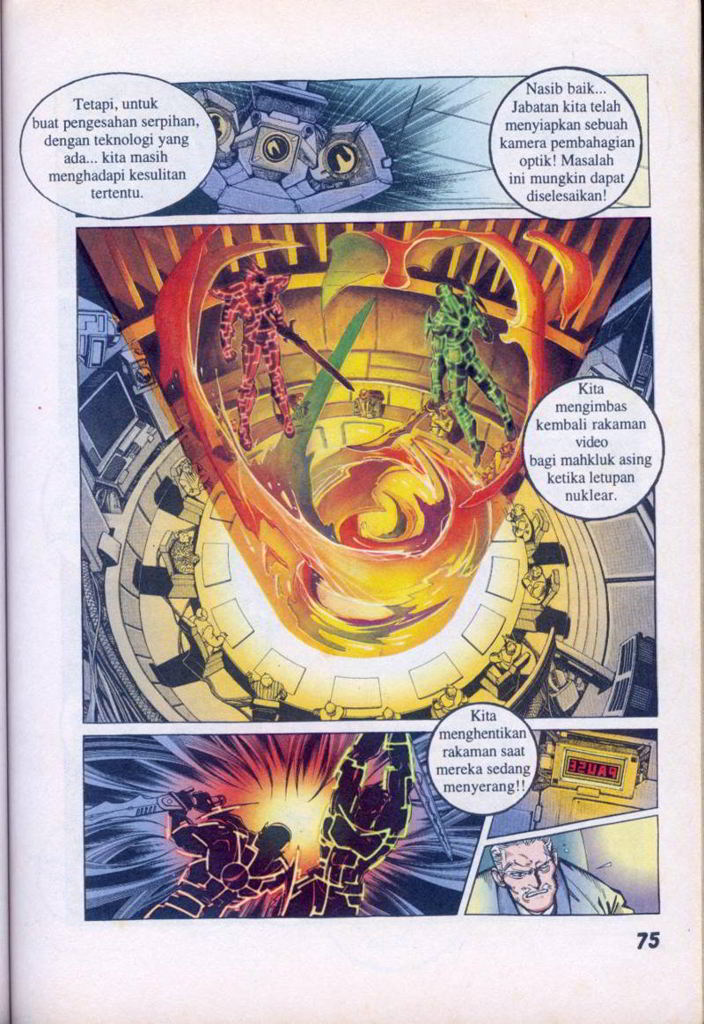 Tetapi, untuk
buat pengesahan serpihan,
dengan teknologi yang
ada... kita masih
menghadapi kesulitan
tertentu.
Nasib baik...
Jabatan kita telah
menyiapkan sebuah
kamera pembahagian
optik! Masalah
ini mungkin dapat
diselesaikan!
Kita
mengimbas
kembali rakaman
video
bagi mahkluk asing
ketika letupan
nuklear.
Kita
menghentikan
rakaman saat
mereka sedang
menyerang!!
PAUSE
75